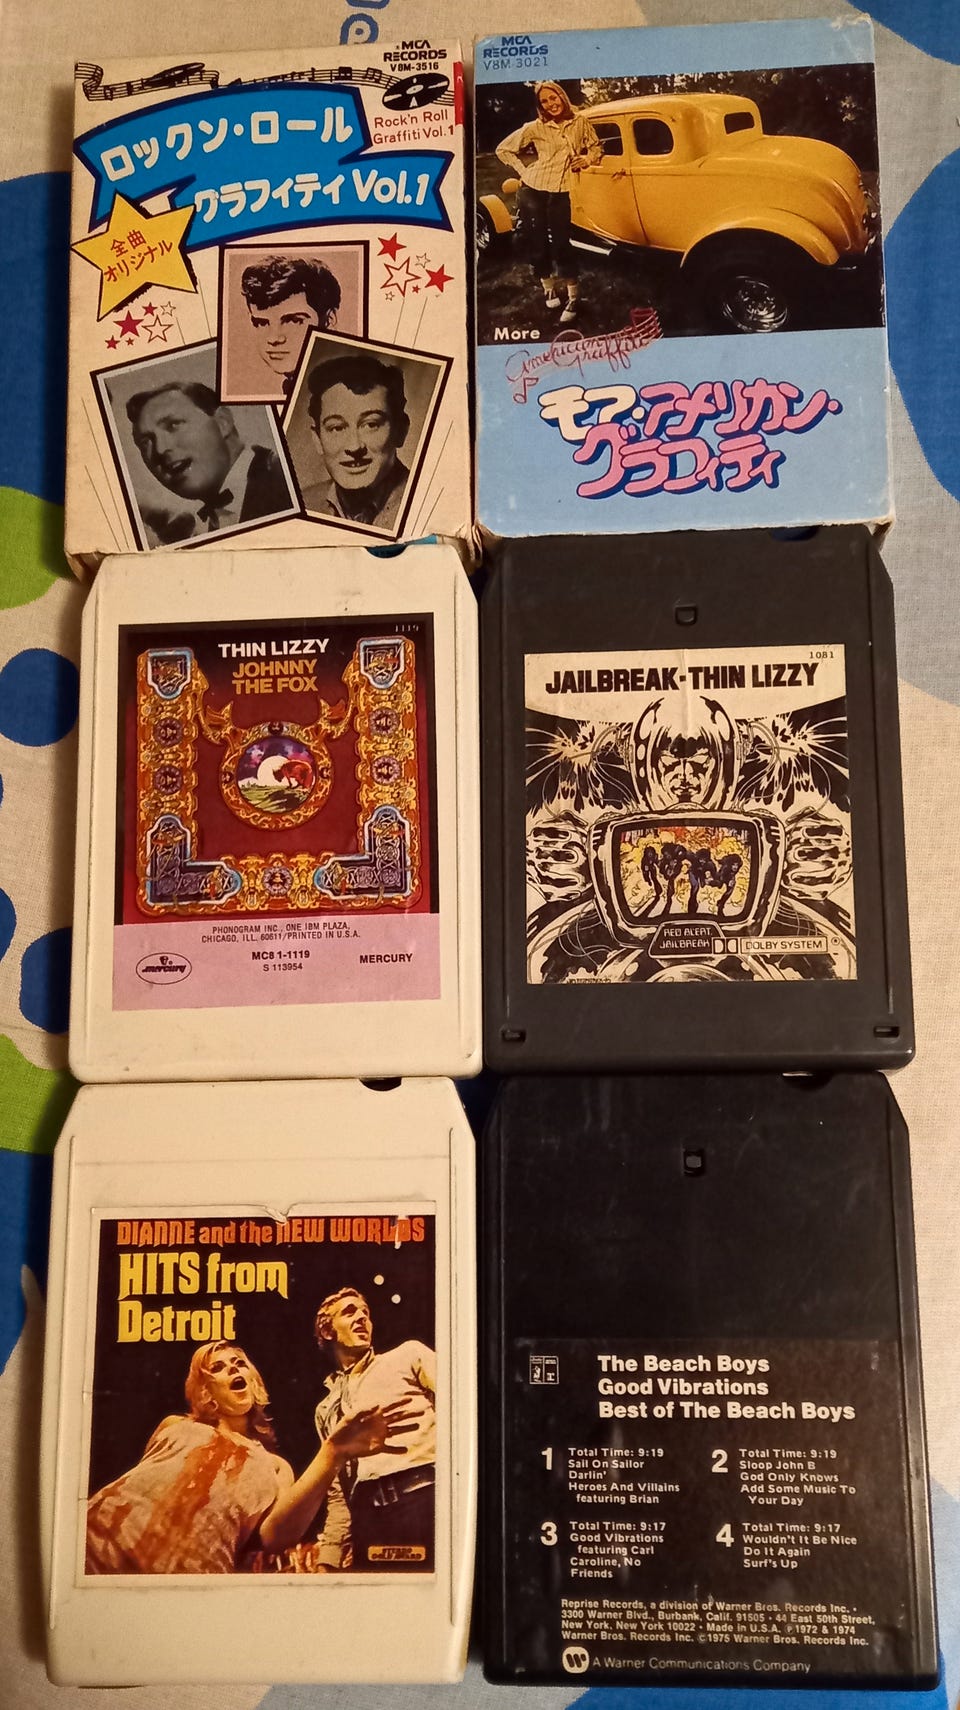 MCA
RECORDS
V8M-3516
Rock'n Roll
Graffiti Vol.1
ロックン・ロール
グラフィティ Vol.1
全曲
オリジナル
MCA
RECORDS
V8M-3021
More
American Graffiti
モア・アメリカン・
グラフィティ
1119
THIN LIZZY
JOHNNY
THE FOX
PHONOGRAM INC., ONE IBM PLAZA,
CHICAGO, ILL. 60611/PRINTED IN U.S.A.
mercury
MC8 1-1119
S 113954
MERCURY
1081
JAILBREAK·THIN LIZZY
RED ALERT
JAILBREAK
DOLBY SYSTEM
DIANNE and the NEW WORLDS
HITS from
Detroit
STEREO
GOLD AWARD
The Beach Boys
Good Vibrations
Best of The Beach Boys
1
Total Time: 9:19
Sail On Sailor
Darlin'
Heroes And Villains
featuring Brian
2
Total Time: 9:19
Sloop John B
God Only Knows
Add Some Music To
Your Day
3
Total Time: 9:17
Good Vibrations
featuring Carl
Caroline, No
Friends
4
Total Time: 9:17
Wouldn't It Be Nice
Do It Again
Surf's Up
Reprise Records, a division of Warner Bros. Records Inc. •
3300 Warner Blvd., Burbank, Calif. 91505 • 44 East 50th Street,
New York, New York 10022 • Made in U.S.A. ℗1972 & 1974
Warner Bros. Records Inc. ©1975 Warner Bros. Records Inc.
A Warner Communications Company